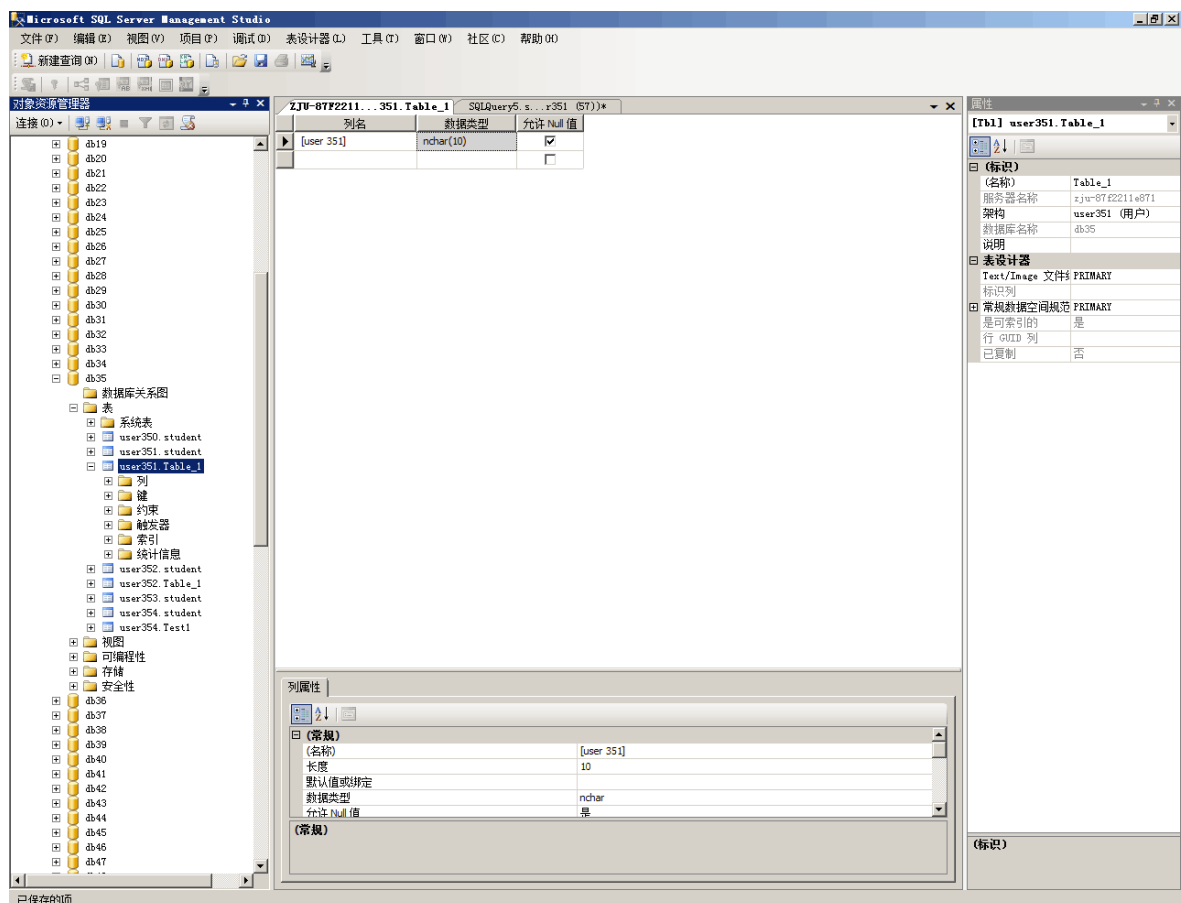 Microsoft SQL Server Management Studio
文件(F) 编辑(E) 视图(V) 项目(P) 调试(D) 表设计器(L) 工具(T) 窗口(W) 社区(C) 帮助(H)
新建查询(N)
对象资源管理器
连接(O)
db19
db20
db21
db22
db23
db24
db25
db26
db27
db28
db29
db30
db31
db32
db33
db34
db35
数据库关系图
表
系统表
user350.student
user351.student
user351.Table_1
列
键
约束
触发器
索引
统计信息
user352.student
user352.Table_1
user353.student
user354.student
user354.Test1
视图
可编程性
存储
安全性
db36
db37
db38
db39
db40
db41
db42
db43
db44
db45
db46
db47
ZJU-87F2211...351.Table_1 SQLQuery5.s...r351 (57))*
列名 数据类型 允许 Null 值
[user 351] nchar(10)
列属性
(常规)
(名称) [user 351]
长度 10
默认值或绑定
数据类型 nchar
允许 Null 值 是
(常规)
属性
[Tbl] user351.Table_1
(标识)
(名称) Table_1
服务器名称 zju-87f2211e871
架构 user351 (用户)
数据库名称 db35
说明
表设计器
Text/Image 文件 PRIMARY
标识列
常规数据空间规范 PRIMARY
是可索引的 是
行 GUID 列
已复制 否
(标识)
已保存的项